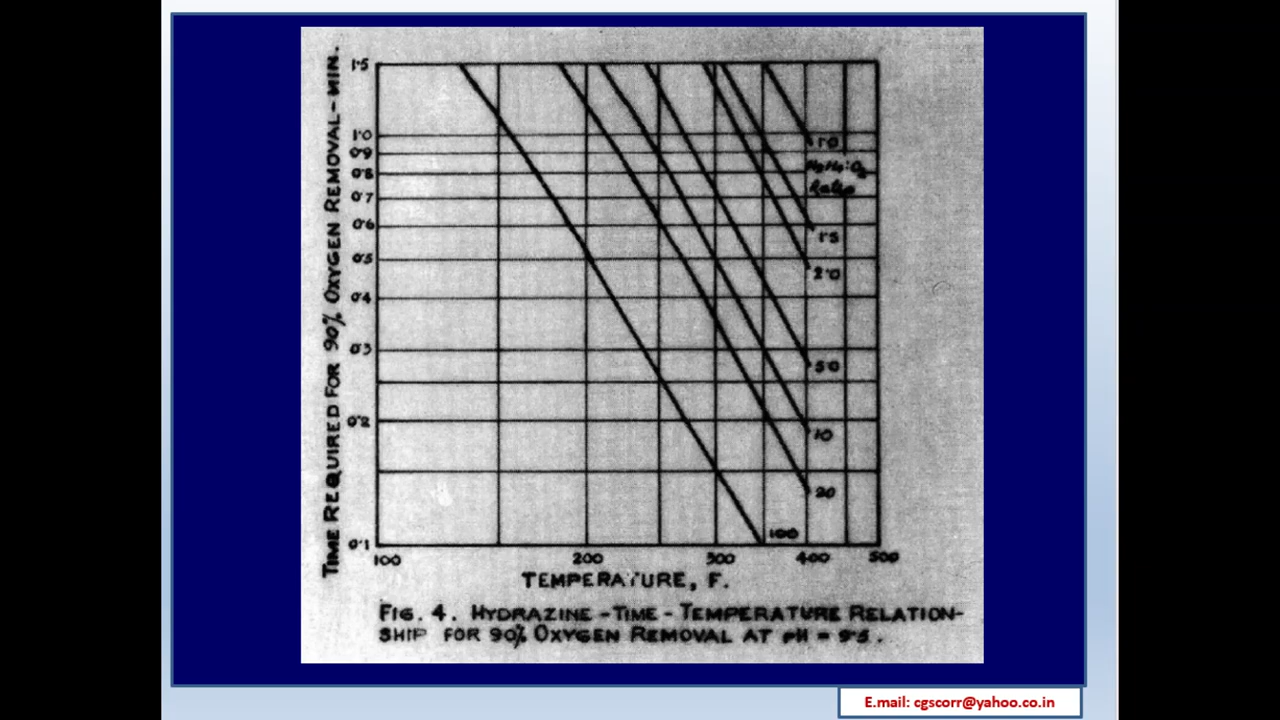 TIME REQUIRED FOR 90% OXYGEN REMOVAL - MIN.
1.5
1.0
0.9
0.8
0.7
0.6
0.5
0.4
0.3
0.2
0.1
1.0
N2H4:O2
Ratio
1.5
2.0
5.0
10
20
100
100 200 300 400 500
TEMPERATURE, F.
FIG. 4. HYDRAZINE - TIME - TEMPERATURE RELATION-
SHIP FOR 90% OXYGEN REMOVAL AT pH = 9.5.
E.mail: cgscorr@yahoo.co.in